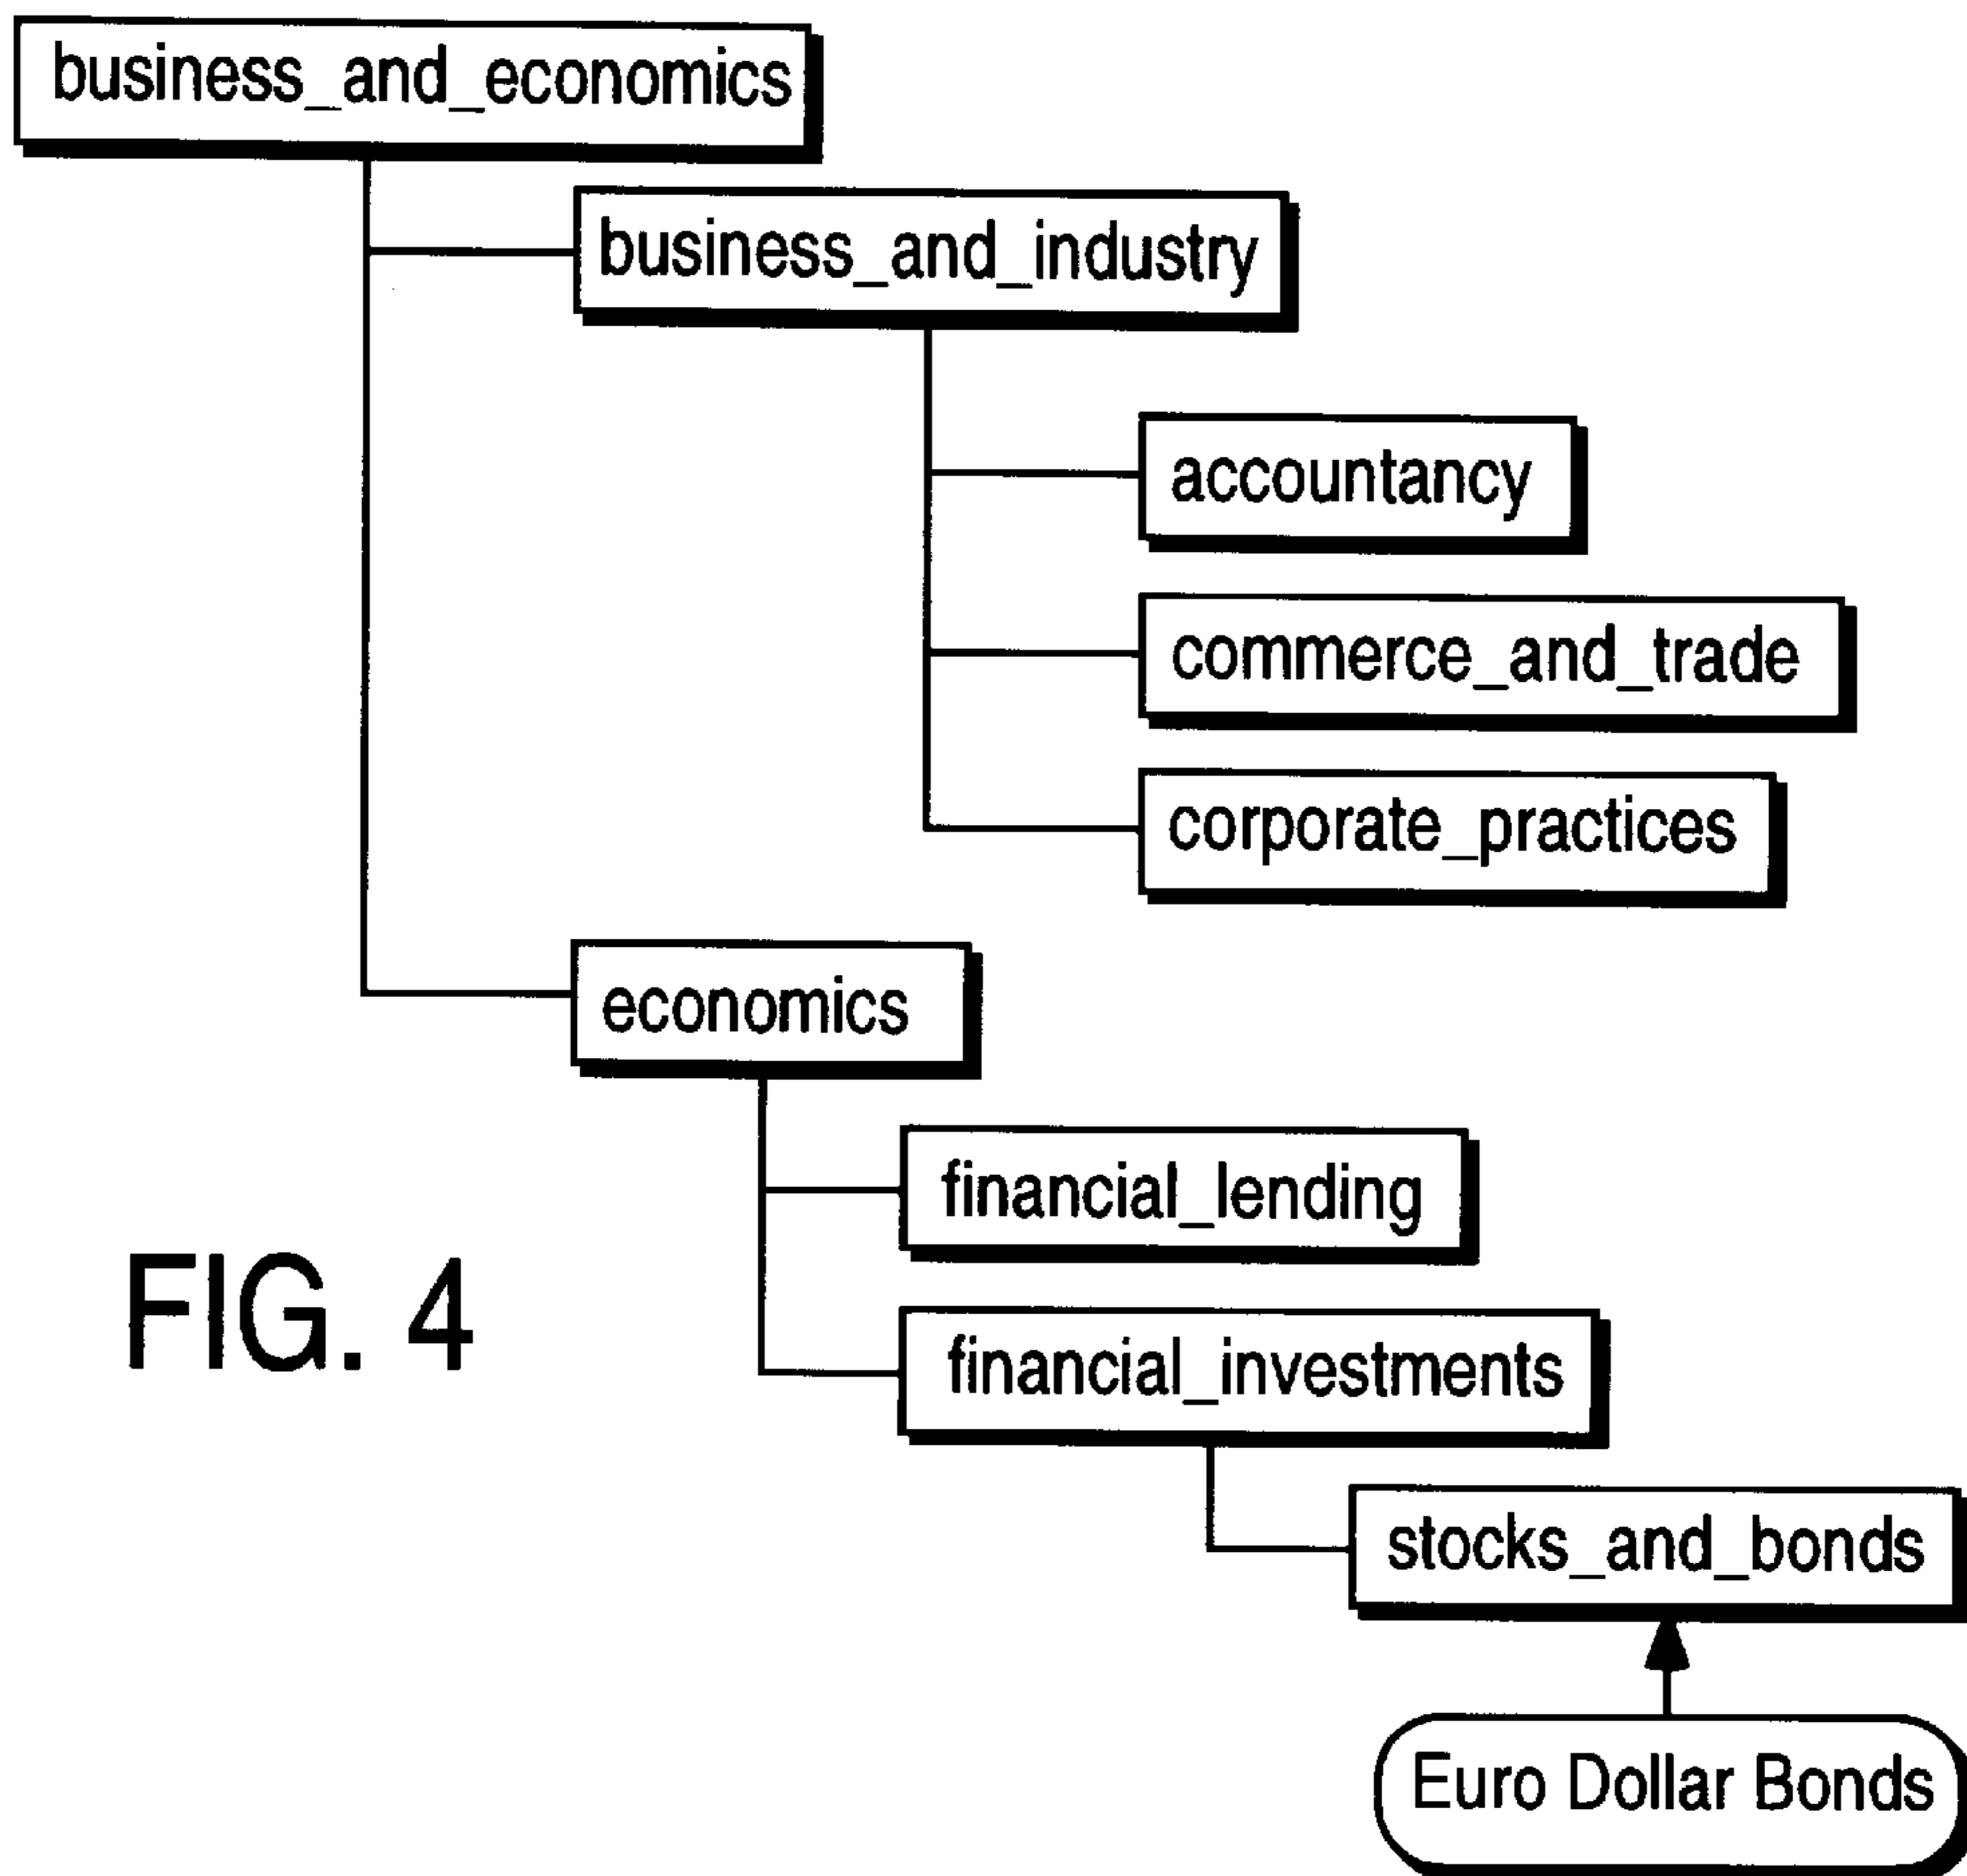 business_and_economics
business_and_industry
accountancy
commerce_and_trade
corporate_practices
economics
financial_lending
FIG. 4
financial_investments
stocks_and_bonds
Euro Dollar Bonds